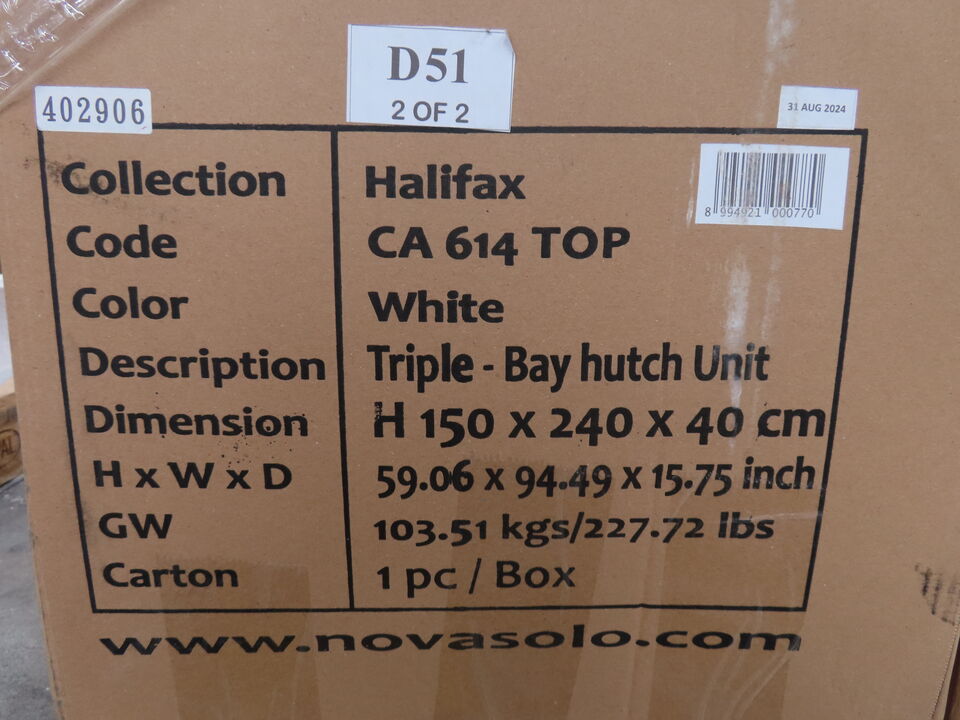 D51
2 OF 2
402906
31 AUG 2024
8 994921 000770
Collection Halifax
Code CA 614 TOP
Color White
Description Triple - Bay hutch Unit
Dimension H 150 x 240 x 40 cm
H x W x D 59.06 x 94.49 x 15.75 inch
GW 103.51 kgs/227.72 lbs
Carton 1 pc / Box
www.novasolo.com